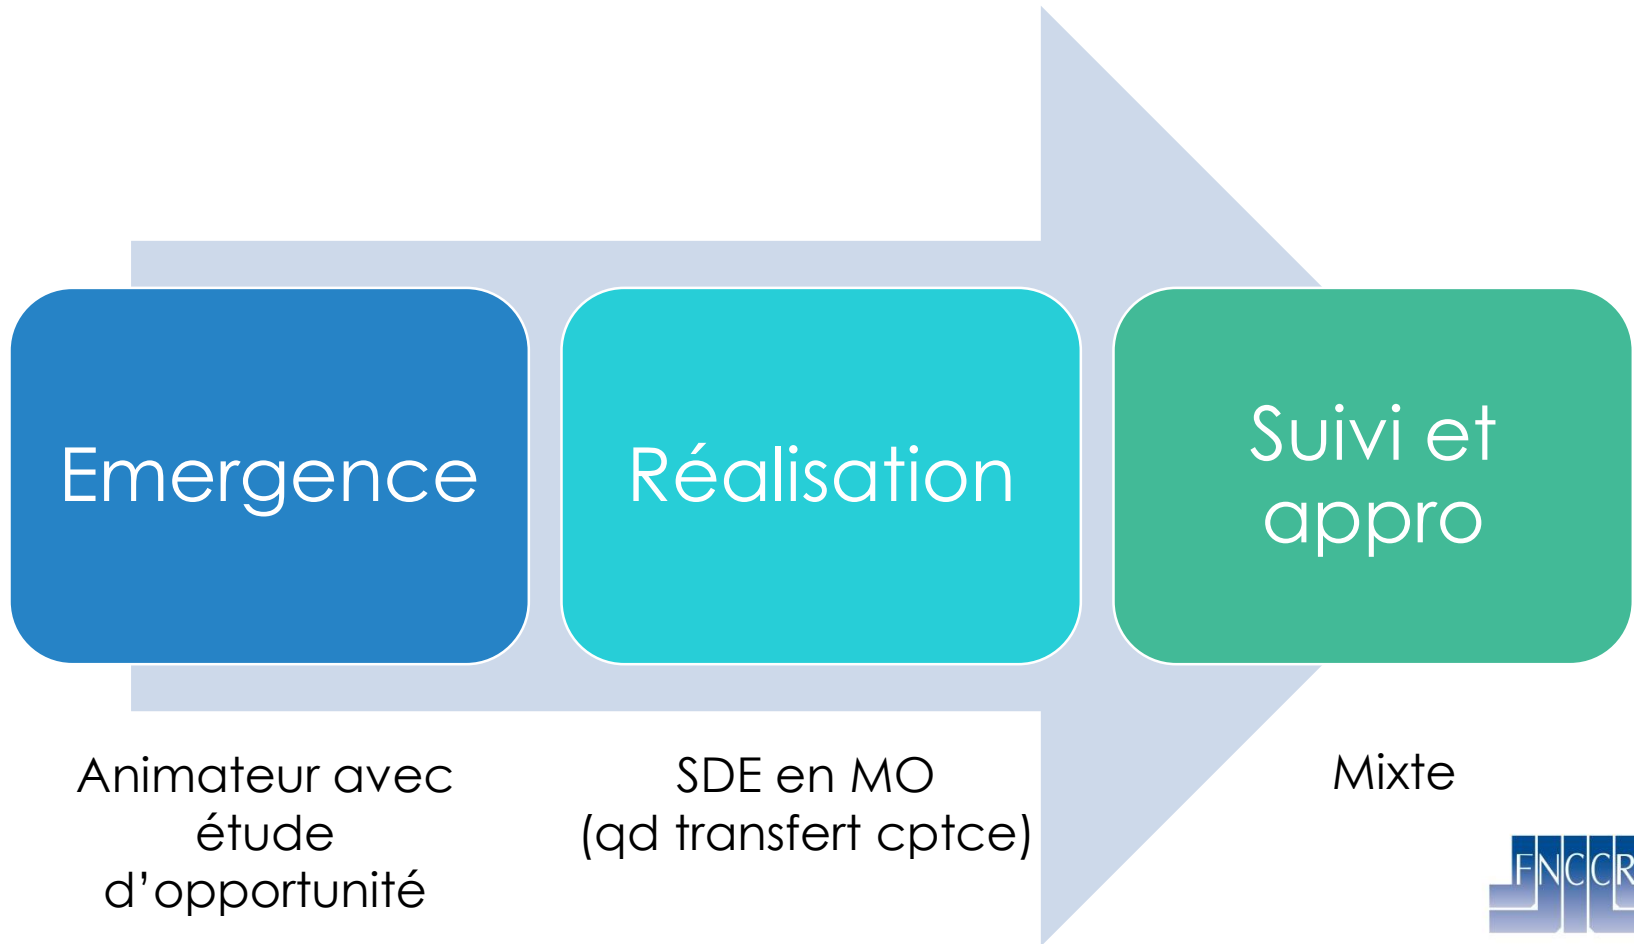 Emergence
Réalisation
Suivi et
appro
Animateur avec
étude
d’opportunité
SDE en MO
(qd transfert cptce)
Mixte
FNCCR